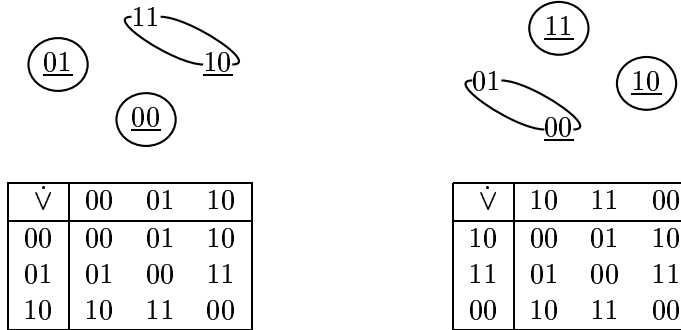 11
11
01
10
10
01
00
00
∨̇ 00 01 10
00 00 01 10
01 01 00 11
10 10 11 00
∨̇ 10 11 00
10 00 01 10
11 01 00 11
00 10 11 00